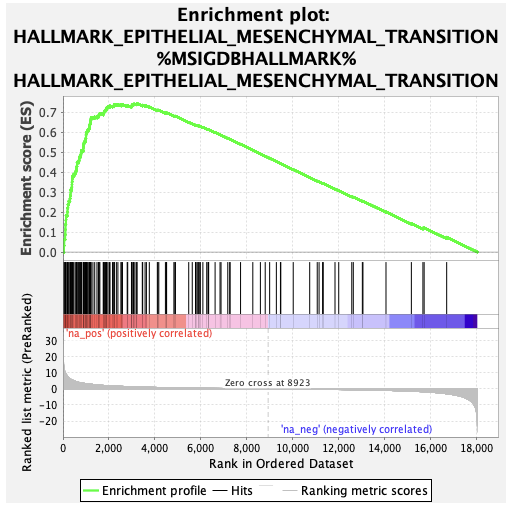 Enrichment plot:
HALLMARK_EPITHELIAL_MESENCHYMAL_TRANSITION
%MSIGDBHALLMARK%
HALLMARK_EPITHELIAL_MESENCHYMAL_TRANSITION
Enrichment score (ES)
0.7
0.6
0.5
0.4
0.3
0.2
0.1
0.0
'na_pos' (positively correlated)
Ranked list metric (PreRanked)
30
20
10
0
-10
-20
Zero cross at 8923
'na_neg' (negatively correlated)
0 2,000 4,000 6,000 8,000 10,000 12,000 14,000 16,000 18,000
Rank in Ordered Dataset
Enrichment profile Hits Ranking metric scores